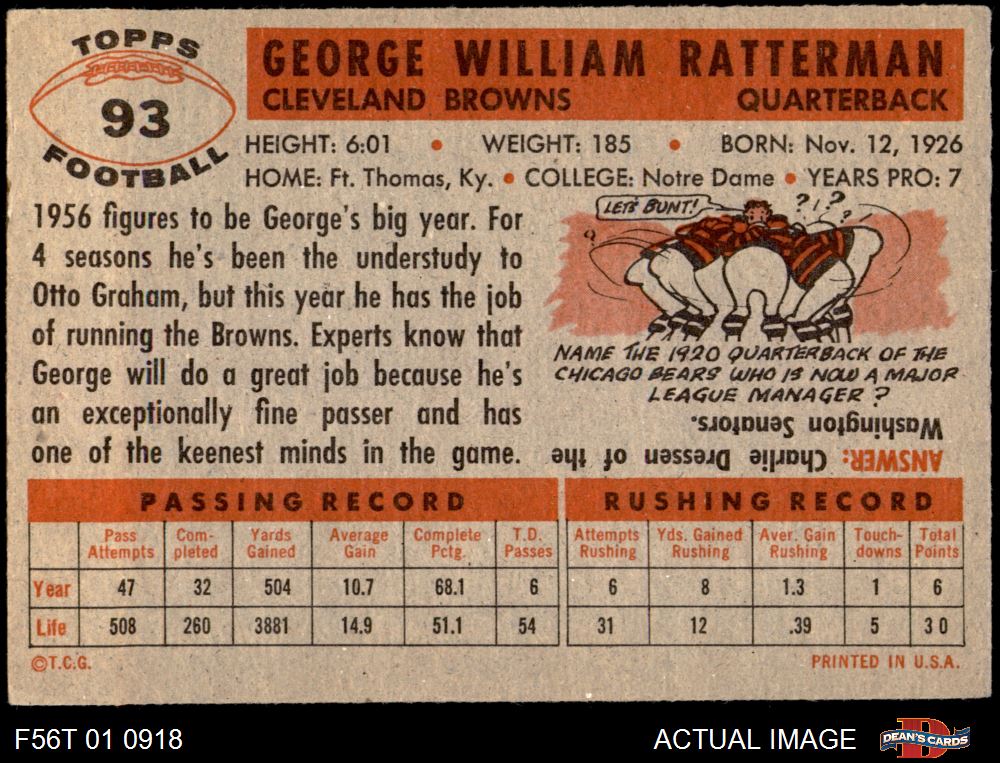 TOPPS
93
FOOTBALL
GEORGE WILLIAM RATTERMAN
CLEVELAND BROWNS QUARTERBACK
HEIGHT: 6:01 • WEIGHT: 185 • BORN: Nov. 12, 1926
HOME: Ft. Thomas, Ky. • COLLEGE: Notre Dame • YEARS PRO: 7
1956 figures to be George's big year. For
4 seasons he's been the understudy to
Otto Graham, but this year he has the job
of running the Browns. Experts know that
George will do a great job because he's
an exceptionally fine passer and has
one of the keenest minds in the game.
LET'S BUNT!
? ! ? ?
?
NAME THE 1920 QUARTERBACK OF THE
CHICAGO BEARS WHO IS NOW A MAJOR
LEAGUE MANAGER?
ANSWER: Charlie Dressen of the
Washington Senators.
PASSING RECORD
Pass Attempts Com-pleted Yards Gained Average Gain Complete Pctg. T.D. Passes
Year 47 32 504 10.7 68.1 6
Life 508 260 3881 14.9 51.1 54
RUSHING RECORD
Attempts Rushing Yds. Gained Rushing Aver. Gain Rushing Touch-downs Total Points
6 8 1.3 1 6
31 12 .39 5 30
©T.C.G. PRINTED IN U.S.A.
F56T 01 0918 ACTUAL IMAGE DEAN'S CARDS